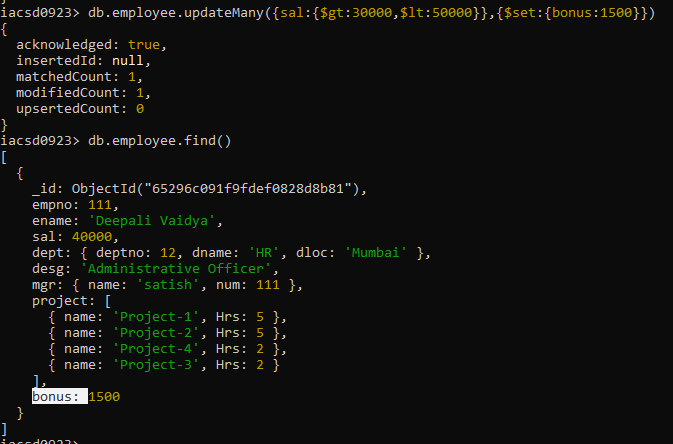 }
iacsd0923> db.employee.updateMany({sal:{$gt:30000,$lt:50000}},{$set:{bonus:1500}})
{
  acknowledged: true,
  insertedId: null,
  matchedCount: 1,
  modifiedCount: 1,
  upsertedCount: 0
}
iacsd0923> db.employee.find()
[
  {
    _id: ObjectId("65296c091f9fdef0828d8b81"),
    empno: 111,
    ename: 'Deepali Vaidya',
    sal: 40000,
    dept: { deptno: 12, dname: 'HR', dloc: 'Mumbai' },
    desg: 'Administrative Officer',
    mgr: { name: 'satish', num: 111 },
    project: [
      { name: 'Project-1', Hrs: 5 },
      { name: 'Project-2', Hrs: 5 },
      { name: 'Project-4', Hrs: 2 },
      { name: 'Project-3', Hrs: 2 }
    ],
    bonus: 1500
  }
]
iacsd0923>